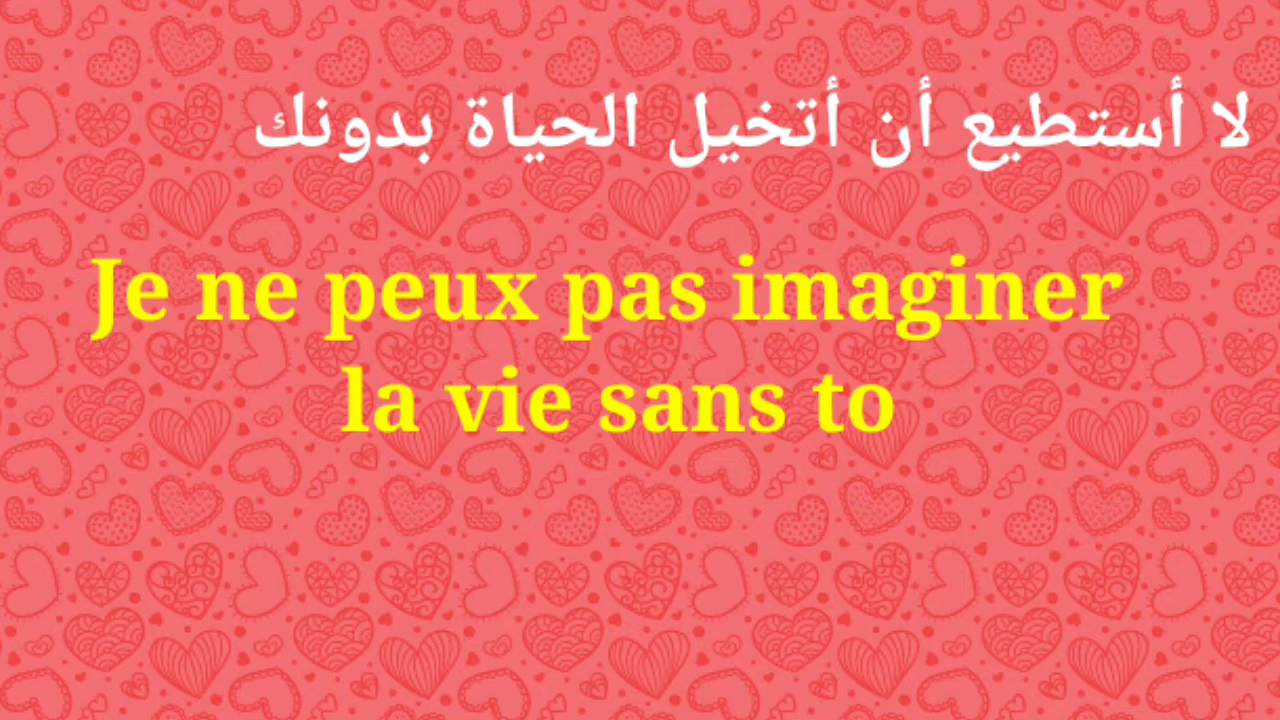 لا أستطيع أن أتخيل الحياة بدونك
Je ne peux pas imaginer
la vie sans to